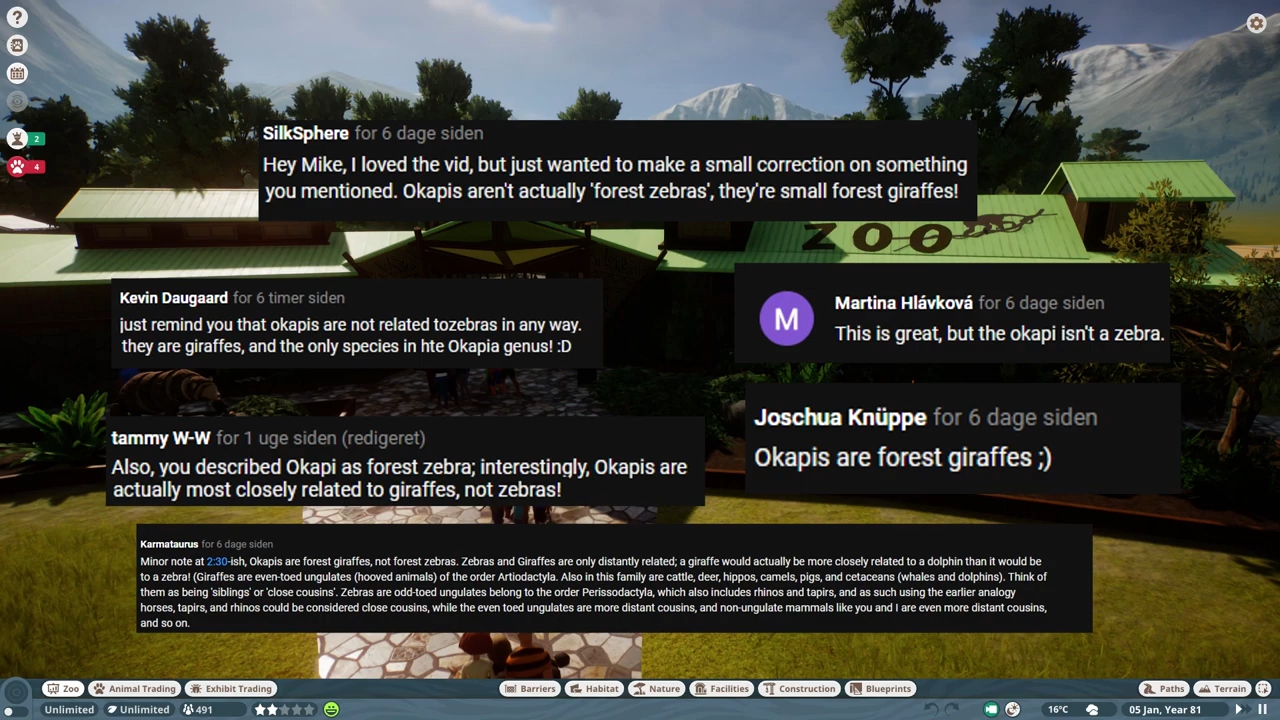 2
4
SilkSphere for 6 dage siden
Hey Mike, I loved the vid, but just wanted to make a small correction on something
you mentioned. Okapis aren't actually 'forest zebras', they're small forest giraffes!
ZOO
Kevin Daugaard for 6 timer siden
just remind you that okapis are not related tozebras in any way.
they are giraffes, and the only species in hte Okapia genus! :D
M
Martina Hlávková for 6 dage siden
This is great, but the okapi isn't a zebra.
tammy W-W for 1 uge siden (redigeret)
Also, you described Okapi as forest zebra; interestingly, Okapis are
actually most closely related to giraffes, not zebras!
Joschua Knüppe for 6 dage siden
Okapis are forest giraffes ;)
Karmataurus for 6 dage siden
Minor note at 2:30-ish, Okapis are forest giraffes, not forest zebras. Zebras and Giraffes are only distantly related; a giraffe would actually be more closely related to a dolphin than it would be
to a zebra! (Giraffes are even-toed ungulates (hooved animals) of the order Artiodactyla. Also in this family are cattle, deer, hippos, camels, pigs, and cetaceans (whales and dolphins). Think of
them as being 'siblings' or 'close cousins'. Zebras are odd-toed ungulates belong to the order Perissodactyla, which also includes rhinos and tapirs, and as such using the earlier analogy
horses, tapirs, and rhinos could be considered close cousins, while the even toed ungulates are more distant cousins, and non-ungulate mammals like you and I are even more distant cousins,
and so on.
Zoo Animal Trading Exhibit Trading Barriers Habitat Nature Facilities Construction Blueprints Paths Terrain
Unlimited Unlimited 491 16°C 05 Jan, Year 81